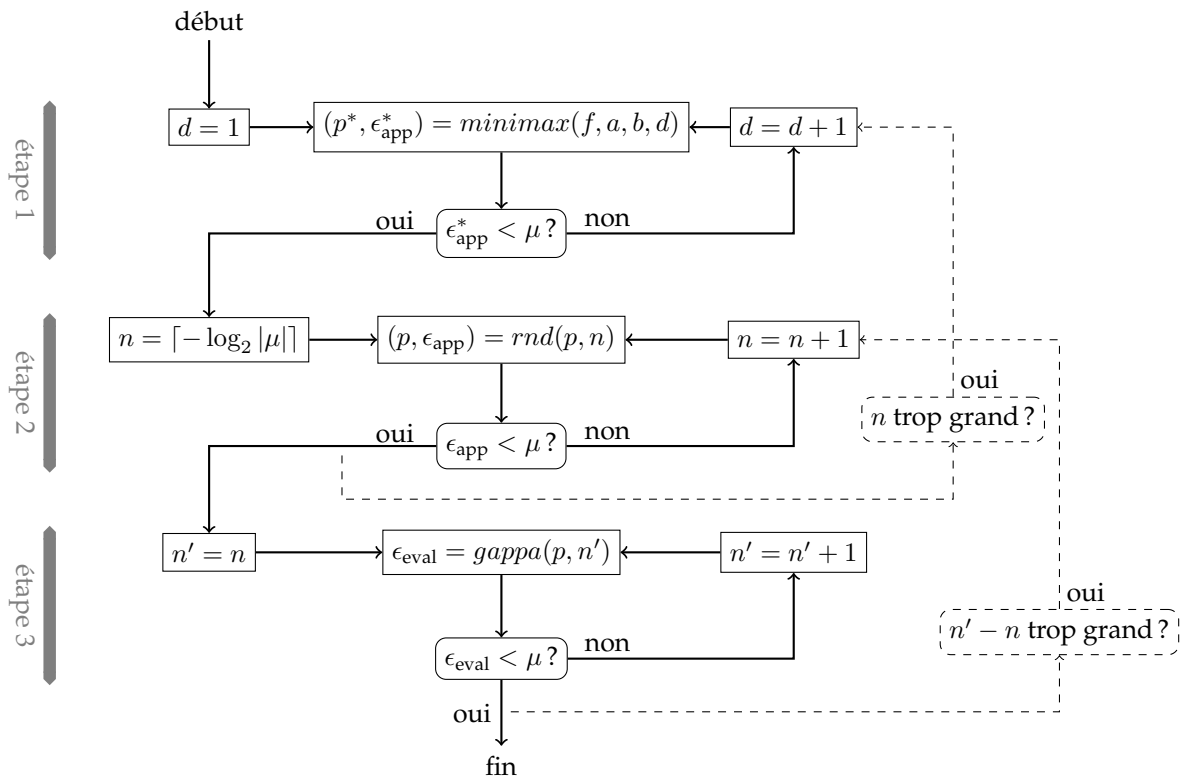 début
étape 1
d = 1
(p*, ϵ*app) = minimax(f, a, b, d)
d = d + 1
oui
ϵ*app < μ ?
non
étape 2
n = ⌈− log2 |μ|⌉
(p, ϵapp) = rnd(p, n)
n = n + 1
oui
n trop grand ?
oui
ϵapp < μ ?
non
étape 3
n′ = n
ϵeval = gappa(p, n′)
n′ = n′ + 1
oui
n′ − n trop grand ?
ϵeval < μ ?
non
oui
fin